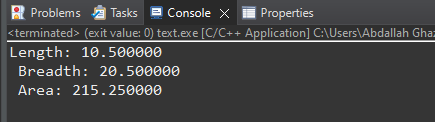 Problems Tasks Console Properties
<terminated> (exit value: 0) text.exe [C/C++ Application] C:\Users\Abdallah Gha
Length: 10.500000
Breadth: 20.500000
Area: 215.250000